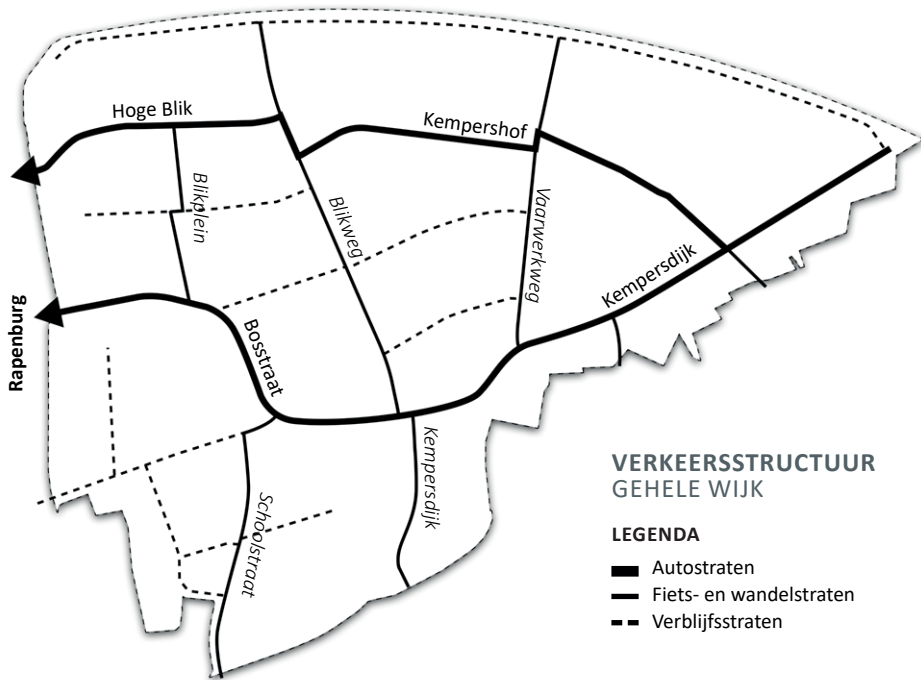 Hoge Blik
Kempershof
Blikplein
Blikweg
Vaarwerkweg
Kempersdijk
Rapenburg
Bosstraat
Kempersdijk
Schoolstraat
VERKEERSSTRUCTUUR
GEHELE WIJK
LEGENDA
Autostraten
Fiets- en wandelstraten
Verblijfsstraten